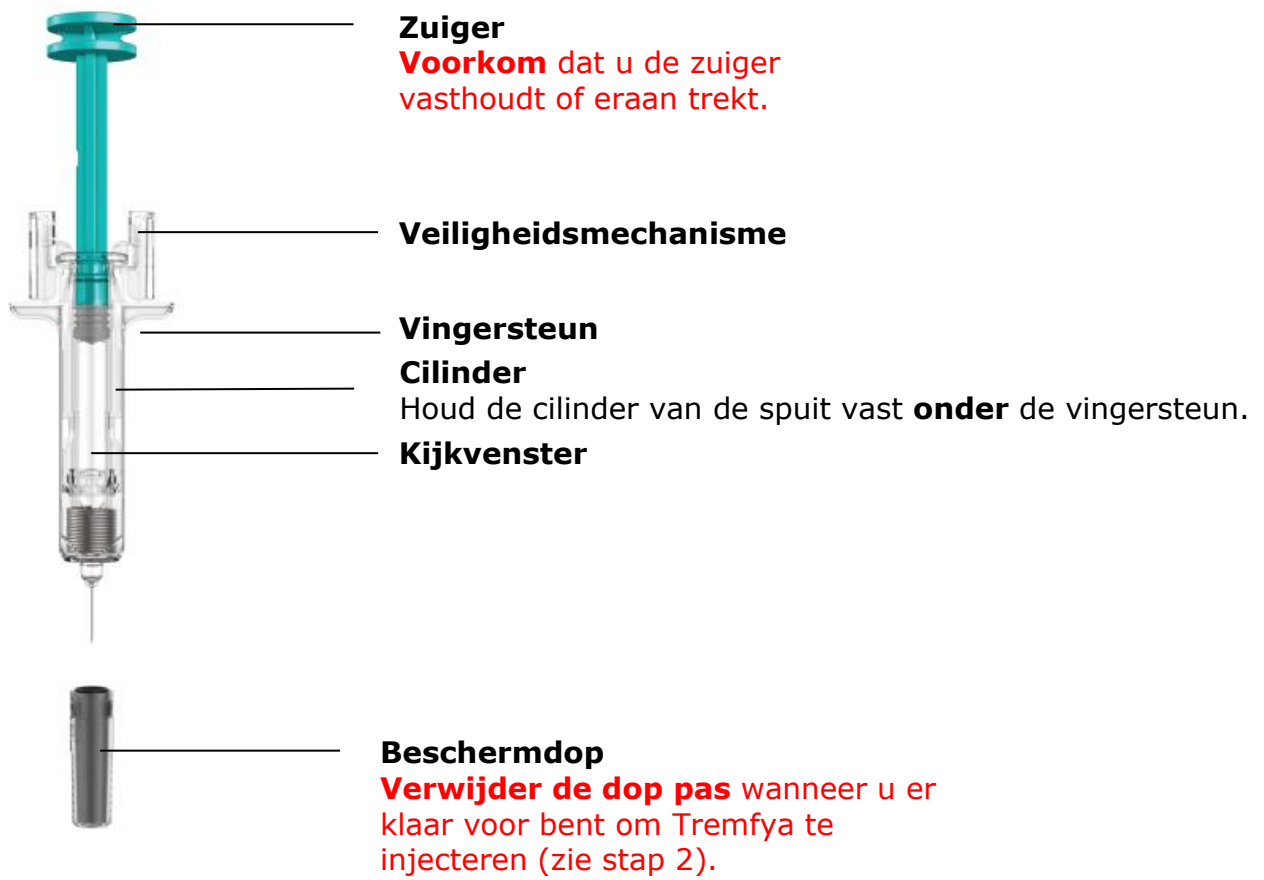 Zuiger
Voorkom dat u de zuiger
vasthoudt of eraan trekt.
Veiligheidsmechanisme
Vingersteun
Cilinder
Houd de cilinder van de spuit vast onder de vingersteun.
Kijkvenster
Beschermdop
Verwijder de dop pas wanneer u er
klaar voor bent om Tremfya te
injecteren (zie stap 2).